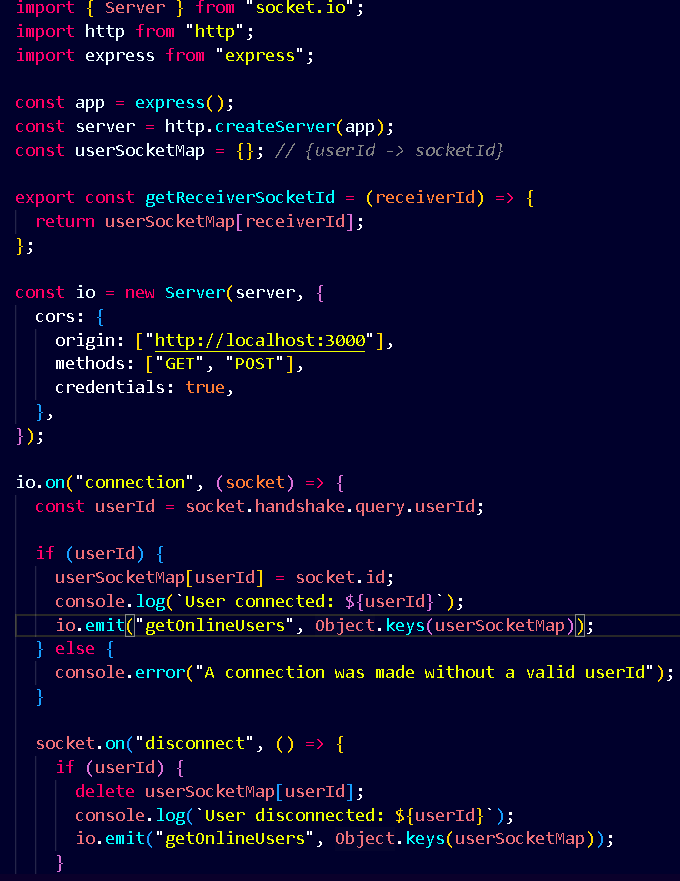 import { Server } from "socket.io";
import http from "http";
import express from "express";

const app = express();
const server = http.createServer(app);
const userSocketMap = {}; // {userId -> socketId}

export const getReceiverSocketId = (receiverId) => {
  return userSocketMap[receiverId];
};

const io = new Server(server, {
  cors: {
    origin: ["http://localhost:3000"],
    methods: ["GET", "POST"],
    credentials: true,
  },
});

io.on("connection", (socket) => {
  const userId = socket.handshake.query.userId;

  if (userId) {
    userSocketMap[userId] = socket.id;
    console.log(`User connected: ${userId}`);
    io.emit("getOnlineUsers", Object.keys(userSocketMap));
  } else {
    console.error("A connection was made without a valid userId");
  }

  socket.on("disconnect", () => {
    if (userId) {
      delete userSocketMap[userId];
      console.log(`User disconnected: ${userId}`);
      io.emit("getOnlineUsers", Object.keys(userSocketMap));
    }